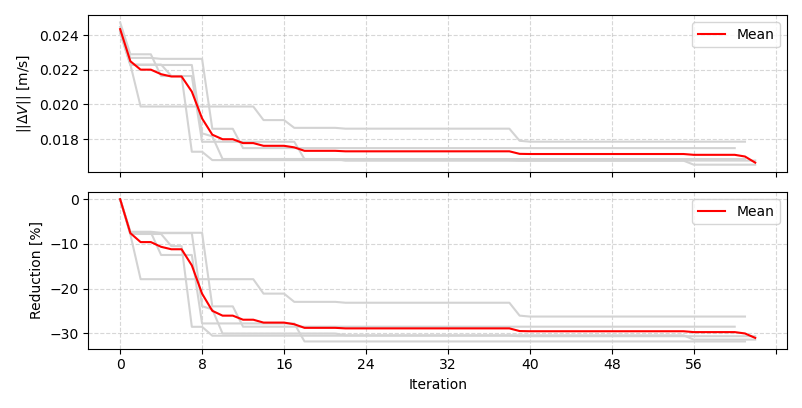 ||ΔV|| [m/s]
0.024
0.022
0.020
0.018
Mean
Reduction [%]
0
−10
−20
−30
Mean
0 8 16 24 32 40 48 56
Iteration